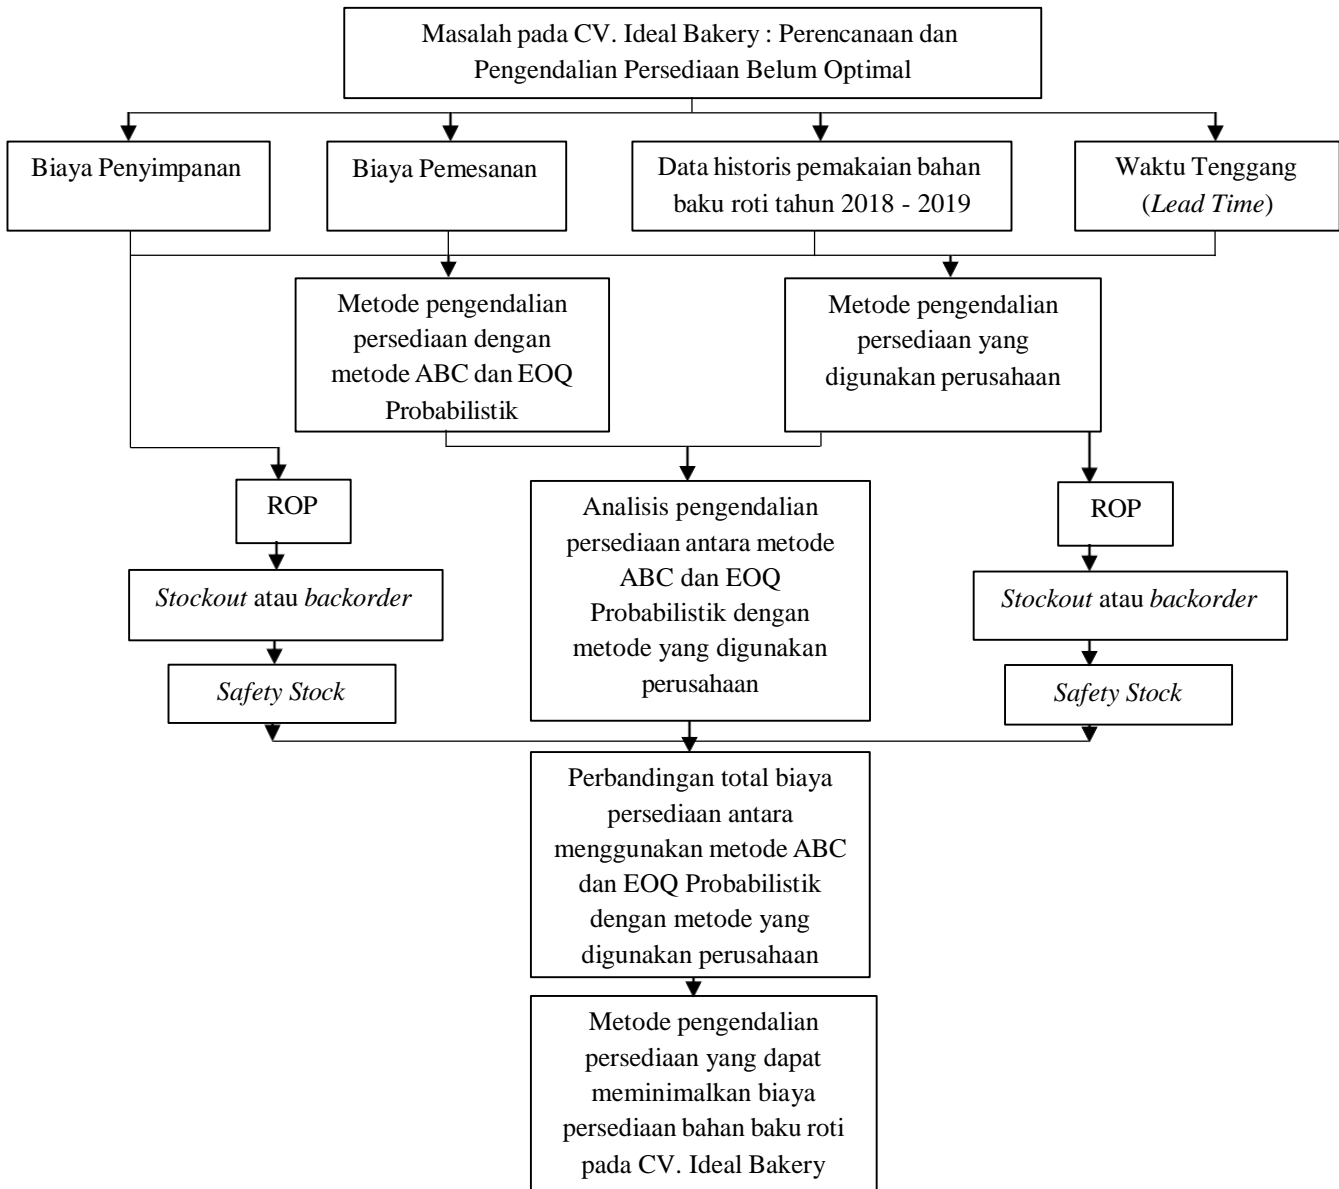 Masalah pada CV. Ideal Bakery : Perencanaan dan
Pengendalian Persediaan Belum Optimal
Biaya Penyimpanan
Biaya Pemesanan
Data historis pemakaian bahan
baku roti tahun 2018 - 2019
Waktu Tenggang
(Lead Time)
Metode pengendalian
persediaan dengan
metode ABC dan EOQ
Probabilistik
Metode pengendalian
persediaan yang
digunakan perusahaan
ROP
Stockout atau backorder
Safety Stock
Analisis pengendalian
persediaan antara metode
ABC dan EOQ
Probabilistik dengan
metode yang digunakan
perusahaan
ROP
Stockout atau backorder
Safety Stock
Perbandingan total biaya
persediaan antara
menggunakan metode ABC
dan EOQ Probabilistik
dengan metode yang
digunakan perusahaan
Metode pengendalian
persediaan yang dapat
meminimalkan biaya
persediaan bahan baku roti
pada CV. Ideal Bakery